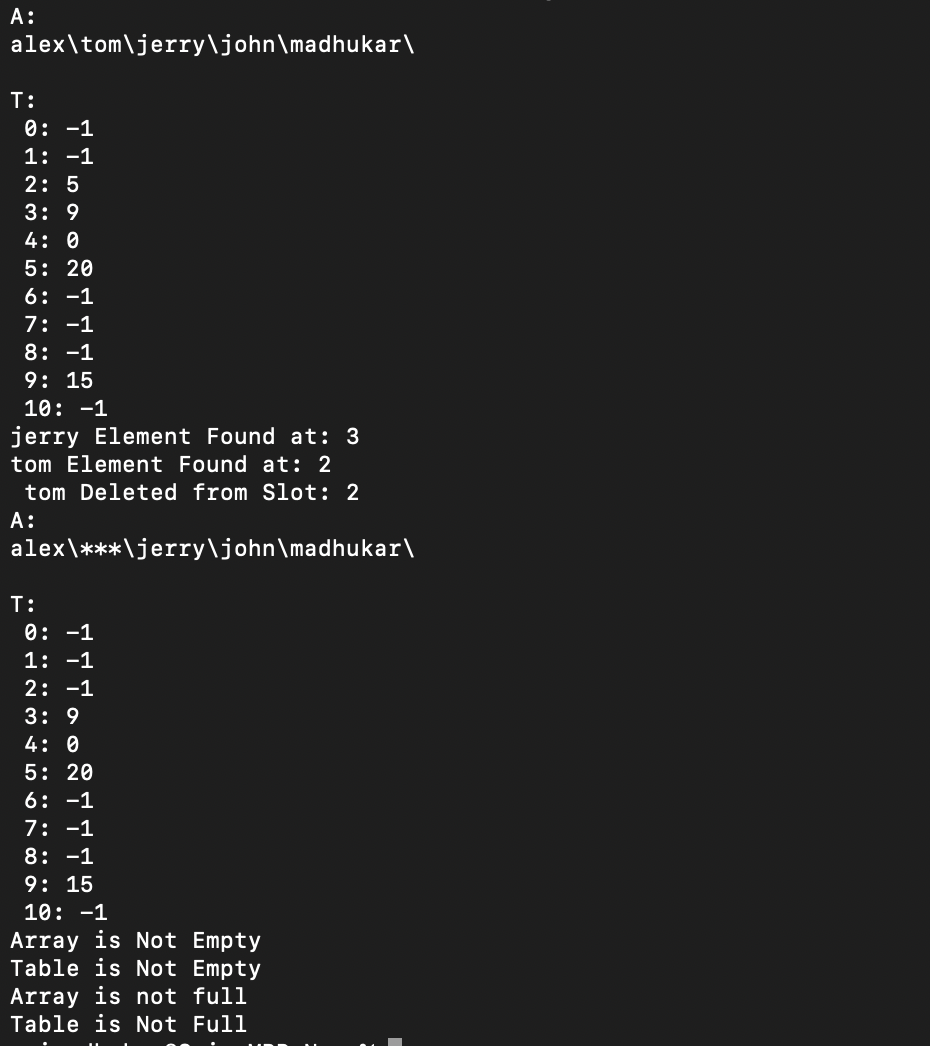 A:
alex\tom\jerry\john\madhukar\
T:
0: -1
1: -1
2: 5
3: 9
4: 0
5: 20
6: -1
7: -1
8: -1
9: 15
10: -1
jerry Element Found at: 3
tom Element Found at: 2
tom Deleted from Slot: 2
A:
alex\***\jerry\john\madhukar\
T:
0: -1
1: -1
2: -1
3: 9
4: 0
5: 20
6: -1
7: -1
8: -1
9: 15
10: -1
Array is Not Empty
Table is Not Empty
Array is not full
Table is Not Full